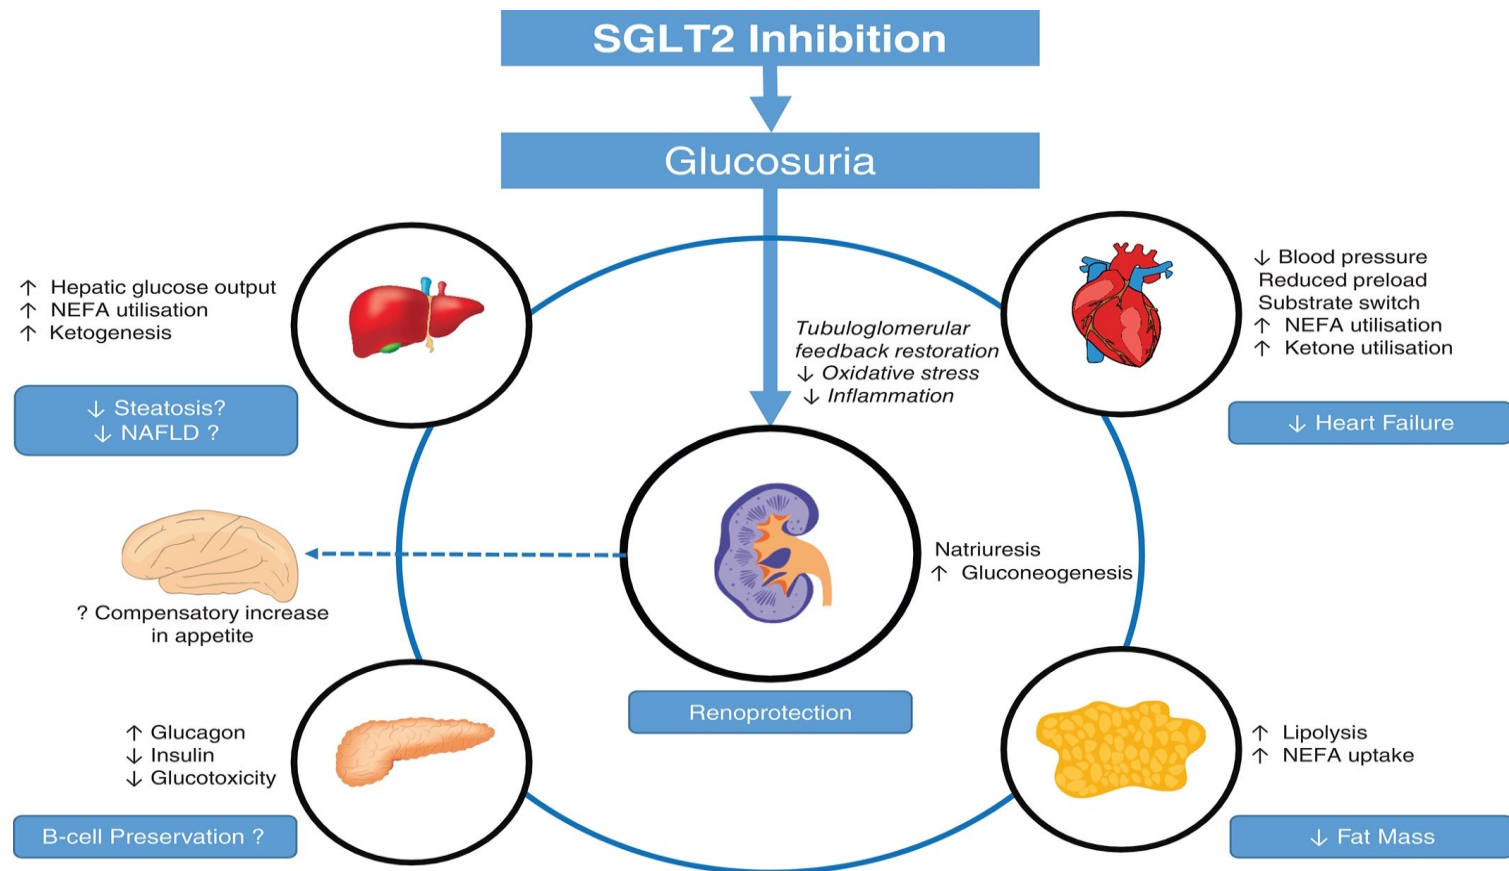 SGLT2 Inhibition
Glucosuria
↑ Hepatic glucose output
↑ NEFA utilisation
↑ Ketogenesis
↓ Steatosis?
↓ NAFLD ?
Tubuloglomerular
feedback restoration
↓ Oxidative stress
↓ Inflammation
↓ Blood pressure
Reduced preload
Substrate switch
↑ NEFA utilisation
↑ Ketone utilisation
↓ Heart Failure
? Compensatory increase
in appetite
Natriuresis
↑ Gluconeogenesis
Renoprotection
↑ Glucagon
↓ Insulin
↓ Glucotoxicity
B-cell Preservation ?
↑ Lipolysis
↑ NEFA uptake
↓ Fat Mass